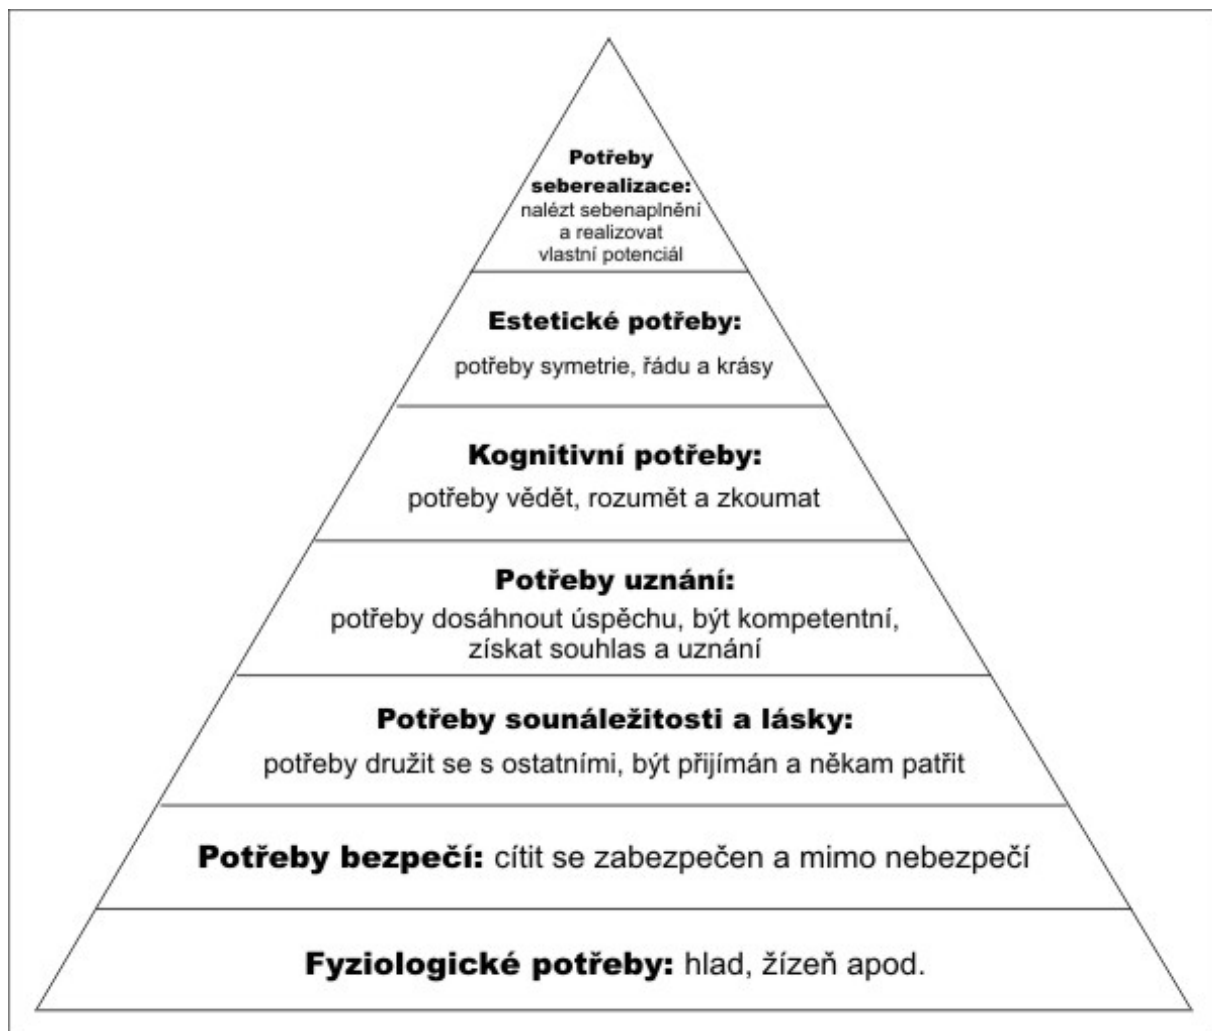 Potřeby
seberealizace:
nalézt sebenaplnění
a realizovat
vlastní potenciál
Estetické potřeby:
potřeby symetrie, řádu a krásy
Kognitivní potřeby:
potřeby vědět, rozumět a zkoumat
Potřeby uznání:
potřeby dosáhnout úspěchu, být kompetentní,
získat souhlas a uznání
Potřeby sounáležitosti a lásky:
potřeby družit se s ostatními, být přijímán a někam patřit
Potřeby bezpečí: cítit se zabezpečen a mimo nebezpečí
Fyziologické potřeby: hlad, žízeň apod.